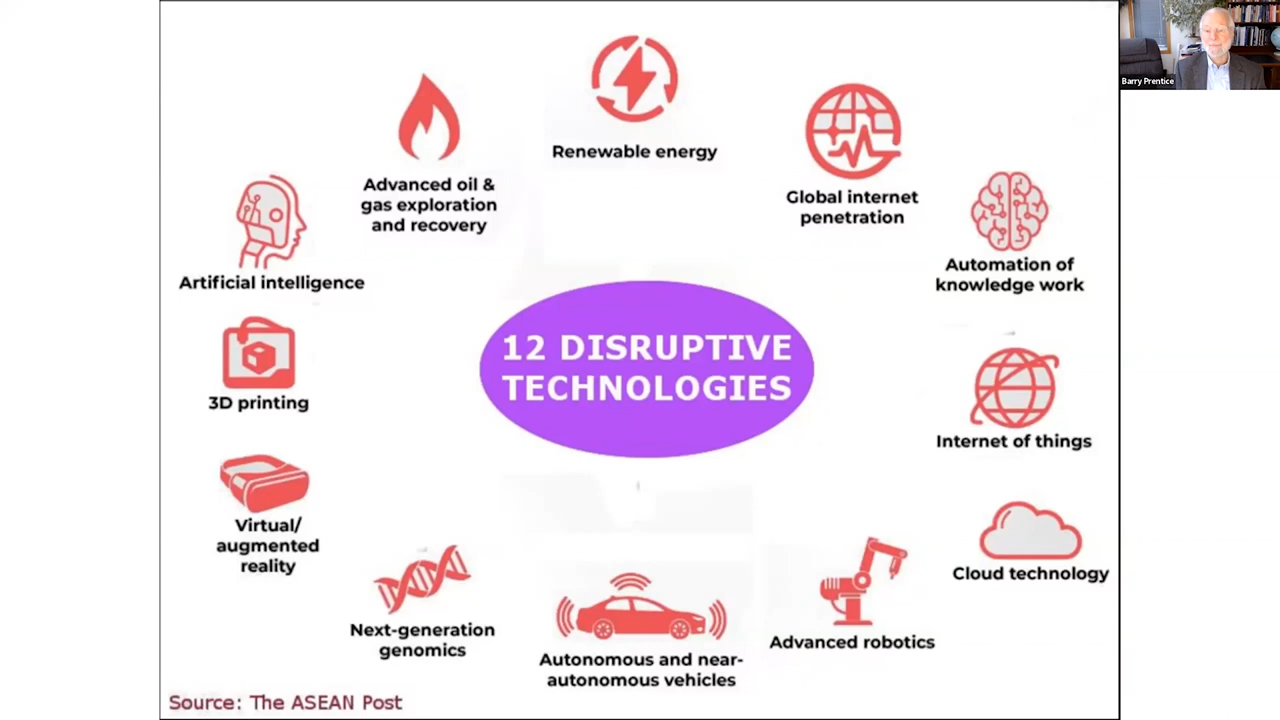 Barry Prentice
Renewable energy
Advanced oil &
gas exploration
and recovery
Global internet
penetration
Artificial intelligence
Automation of
knowledge work
12 DISRUPTIVE
TECHNOLOGIES
3D printing
Internet of things
Virtual/
augmented
reality
Cloud technology
Next-generation
genomics
Autonomous and near-
autonomous vehicles
Advanced robotics
Source: The ASEAN Post